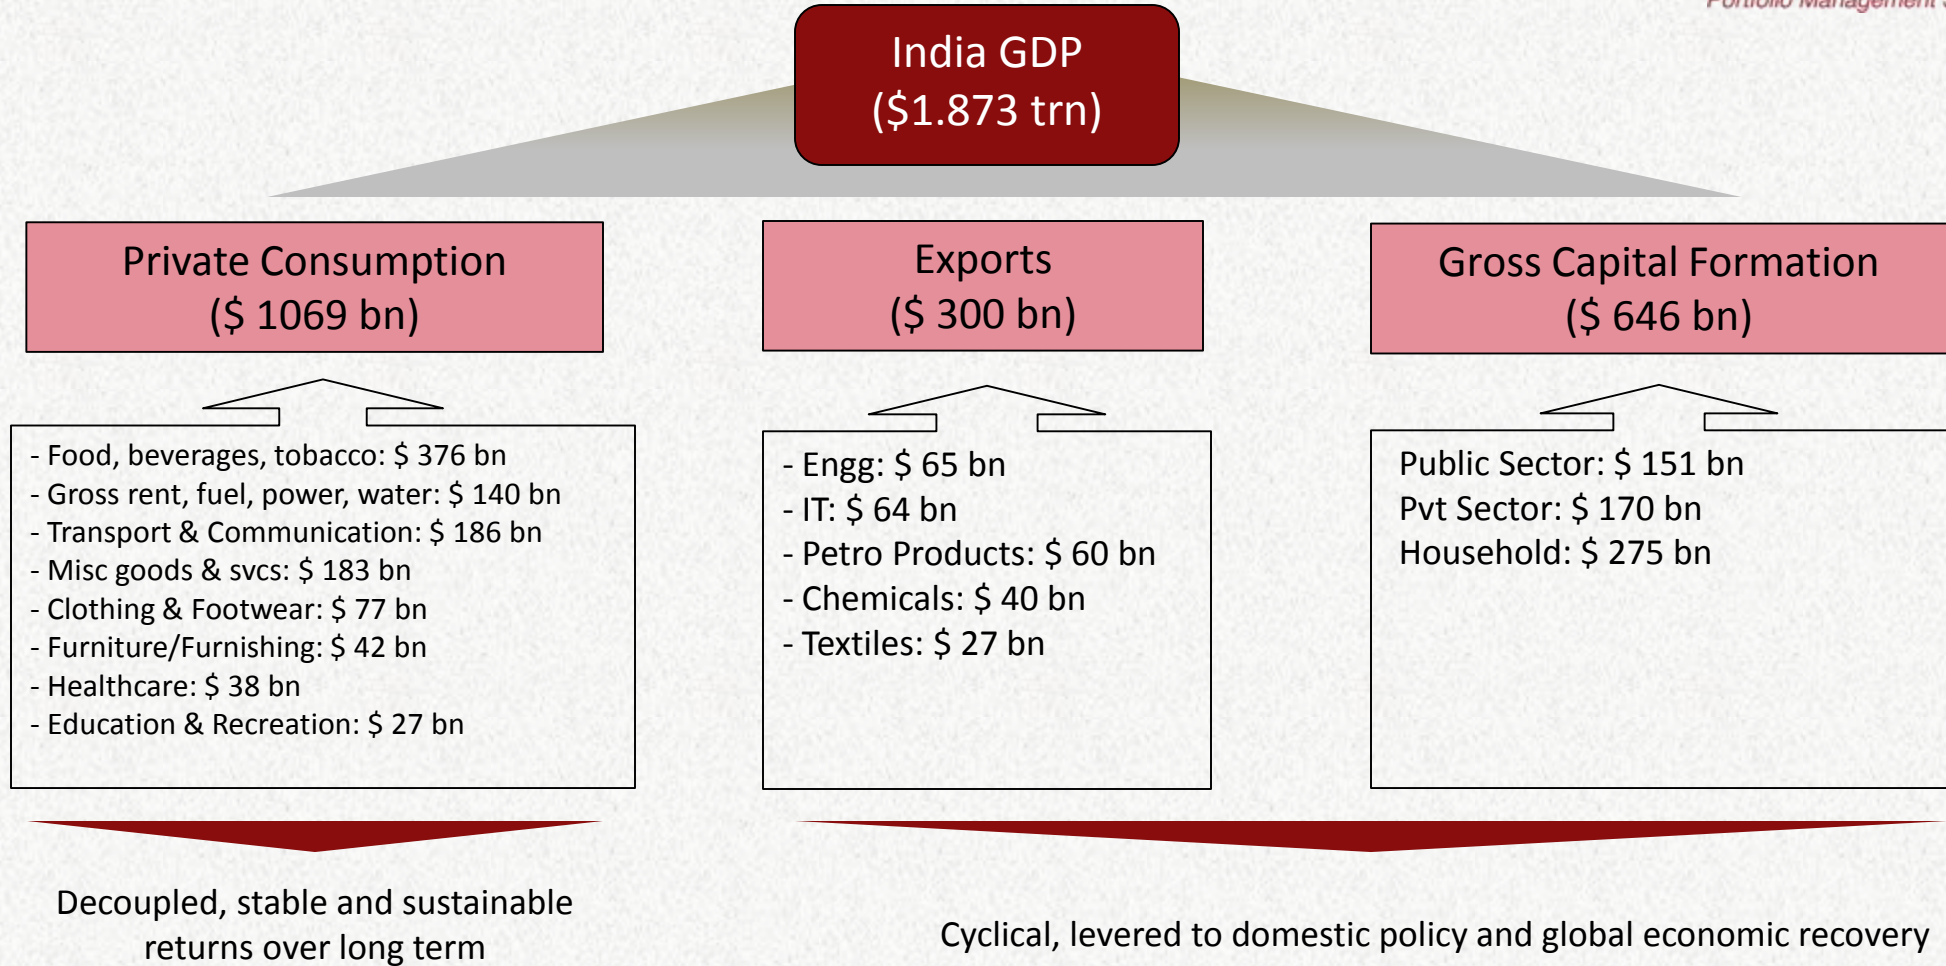 Portfolio Management
India GDP
($1.873 trn)
Private Consumption
($ 1069 bn)
Exports
($ 300 bn)
Gross Capital Formation
($ 646 bn)
- Food, beverages, tobacco: $ 376 bn
- Gross rent, fuel, power, water: $ 140 bn
- Transport & Communication: $ 186 bn
- Misc goods & svcs: $ 183 bn
- Clothing & Footwear: $ 77 bn
- Furniture/Furnishing: $ 42 bn
- Healthcare: $ 38 bn
- Education & Recreation: $ 27 bn
- Engg: $ 65 bn
- IT: $ 64 bn
- Petro Products: $ 60 bn
- Chemicals: $ 40 bn
- Textiles: $ 27 bn
Public Sector: $ 151 bn
Pvt Sector: $ 170 bn
Household: $ 275 bn
Decoupled, stable and sustainable
returns over long term
Cyclical, levered to domestic policy and global economic recovery